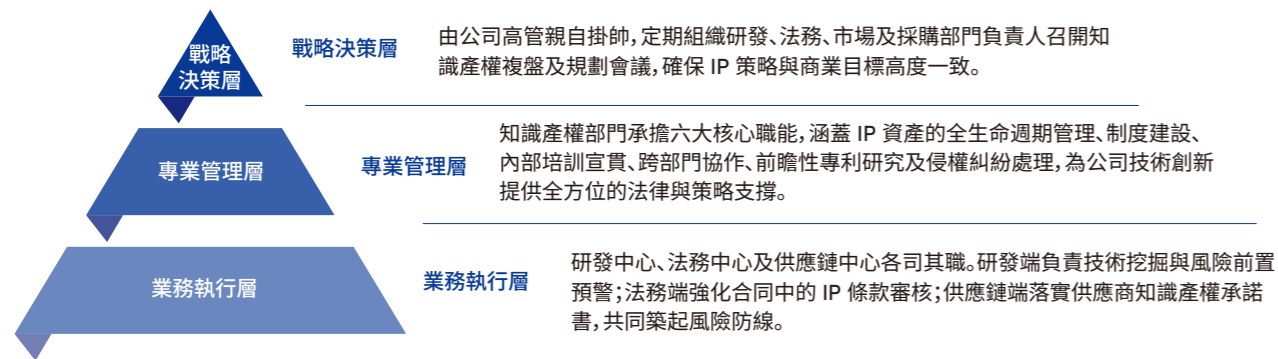 戰略
決策層
戰略決策層
由公司高管親自掛帥，定期組織研發、法務、市場及採購部門負責人召開知
識產權複盤及規劃會議，確保 IP 策略與商業目標高度一致。
專業管理層
專業管理層
知識產權部門承擔六大核心職能，涵蓋 IP 資產的全生命週期管理、制度建設、
內部培訓宣貫、跨部門協作、前瞻性專利研究及侵權糾紛處理，為公司技術創新
提供全方位的法律與策略支撐。
業務執行層
業務執行層
研發中心、法務中心及供應鏈中心各司其職。研發端負責技術挖掘與風險前置
預警；法務端強化合同中的 IP 條款審核；供應鏈端落實供應商知識產權承諾
書，共同築起風險防線。